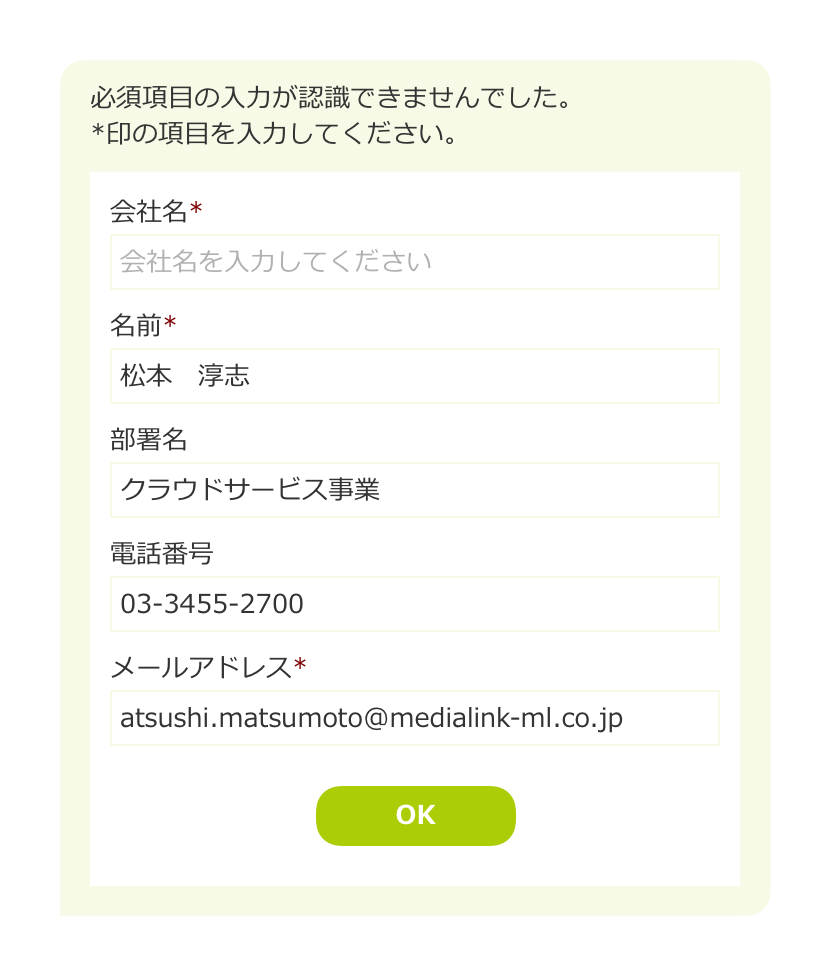 必須項目の入力が認識できませんでした。
*印の項目を入力してください。
会社名*
会社名を入力してください
名前*
松本　淳志
部署名
クラウドサービス事業
電話番号
03-3455-2700
メールアドレス*
atsushi.matsumoto@medialink-ml.co.jp
OK